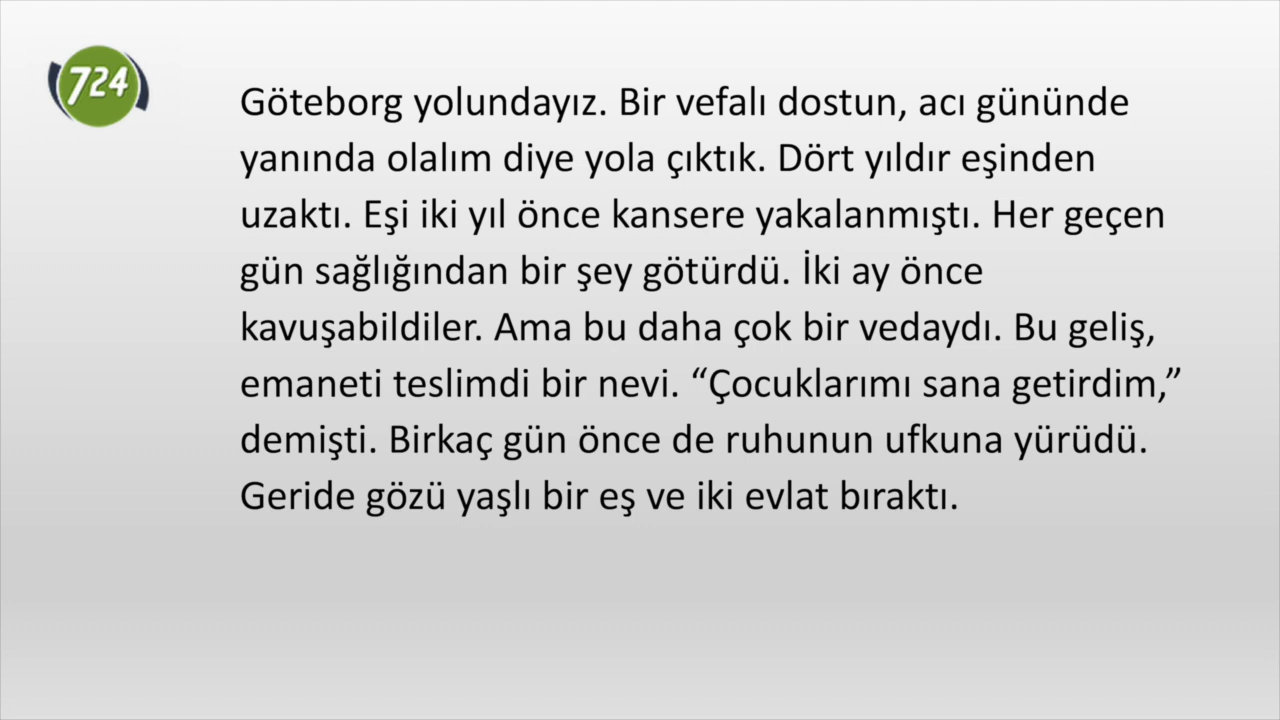 724
Göteborg yolundayız. Bir vefalı dostun, acı gününde
yanında olalım diye yola çıktık. Dört yıldır eşinden
uzaktı. Eşi iki yıl önce kansere yakalanmıştı. Her geçen
gün sağlığından bir şey götürdü. İki ay önce
kavuşabildiler. Ama bu daha çok bir vedaydı. Bu geliş,
emaneti teslimdi bir nevi. “Çocuklarımı sana getirdim,”
demişti. Birkaç gün önce de ruhunun ufkuna yürüdü.
Geride gözü yaşlı bir eş ve iki evlat bıraktı.